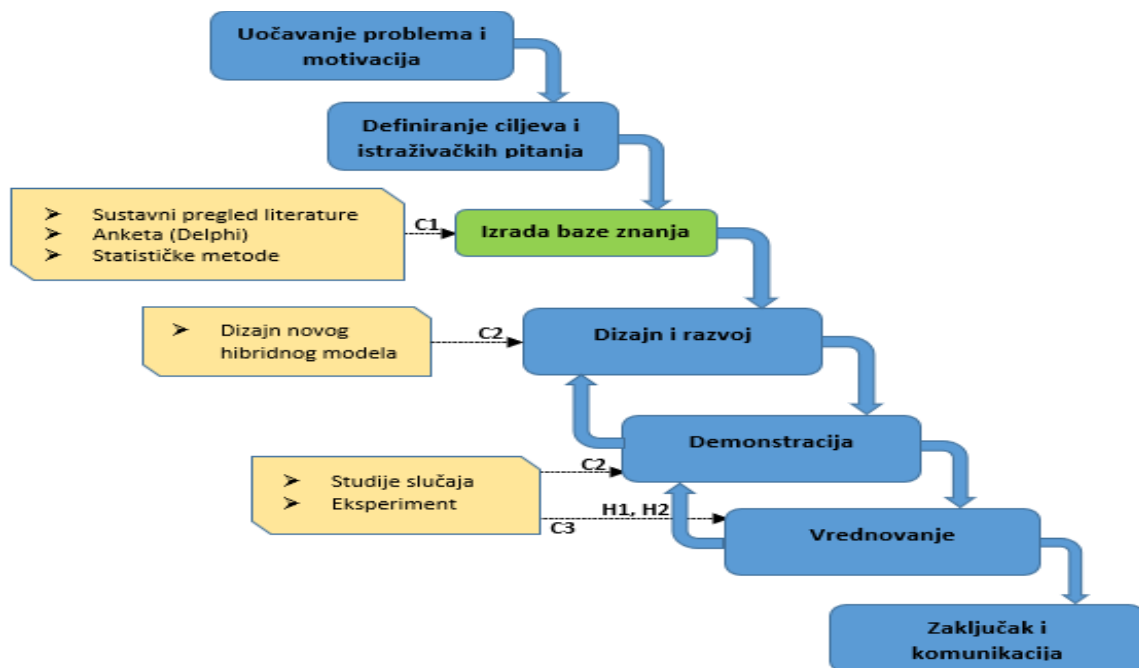 Uočavanje problema i
motivacija
Definiranje ciljeva i
istraživačkih pitanja
➢ Sustavni pregled literature
➢ Anketa (Delphi)
➢ Statističke metode
C1
Izrada baze znanja
➢ Dizajn novog
hibridnog modela
C2
Dizajn i razvoj
Demonstracija
➢ Studije slučaja
➢ Eksperiment
C2
H1, H2
C3
Vrednovanje
Zaključak i
komunikacija